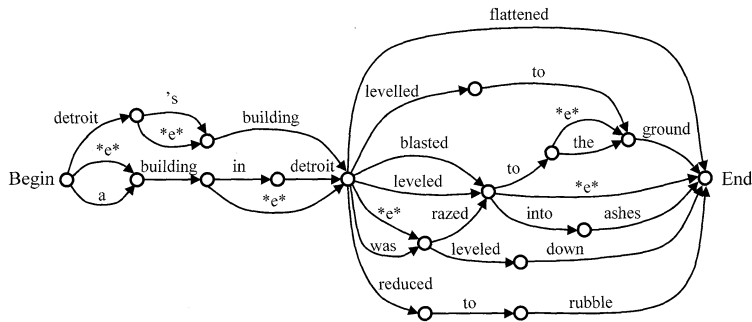 flattened
levelled
to
detroit
's
*e*
building
*e*
the
ground
blasted
to
Begin
*e*
a
building
in
detroit
*e*
leveled
*e*
End
*e*
razed
into
ashes
was
leveled
down
reduced
to
rubble